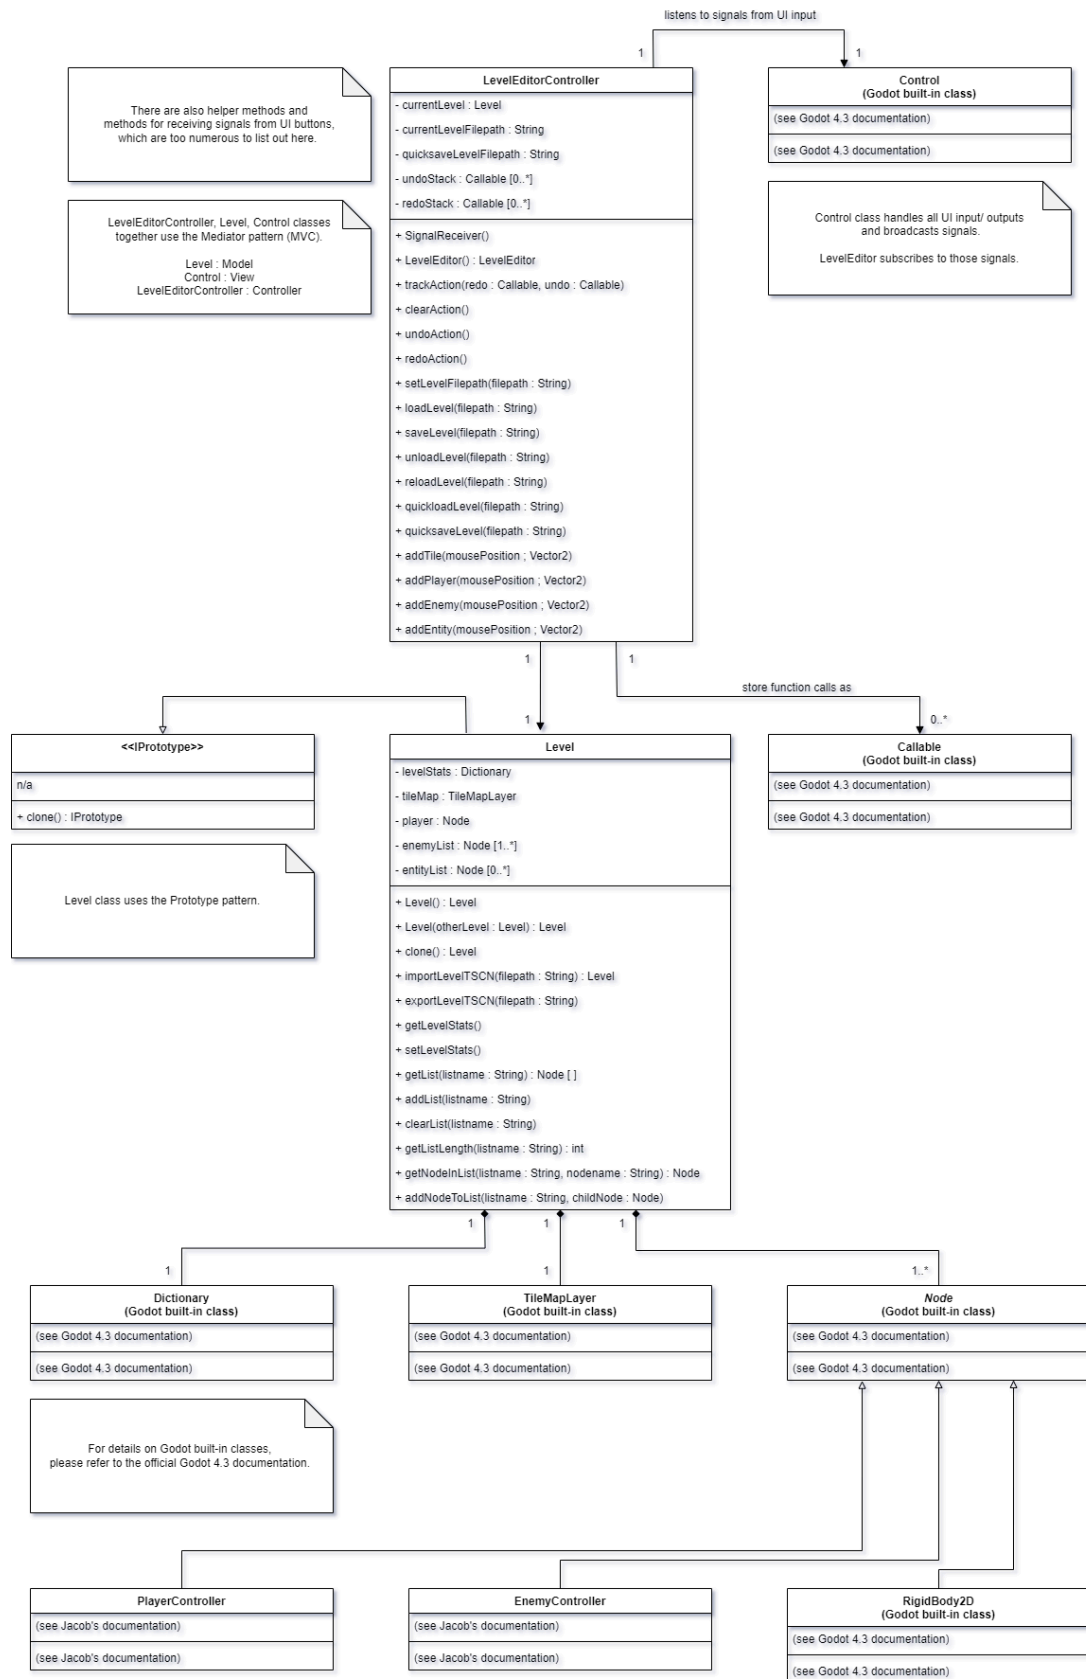 listens to signals from UI input
1
1
There are also helper methods and
methods for receiving signals from UI buttons,
which are too numerous to list out here.
LevelEditorController, Level, Control classes
together use the Mediator pattern (MVC).
Level : Model
Control : View
LevelEditorController : Controller
LevelEditorController
- currentLevel : Level
- currentLevelFilepath : String
- quicksaveLevelFilepath : String
- undoStack : Callable [0..*]
- redoStack : Callable [0..*]
+ SignalReceiver()
+ LevelEditor() : LevelEditor
+ trackAction(redo : Callable, undo : Callable)
+ clearAction()
+ undoAction()
+ redoAction()
+ setLevelFilepath(filepath : String)
+ loadLevel(filepath : String)
+ saveLevel(filepath : String)
+ unloadLevel(filepath : String)
+ reloadLevel(filepath : String)
+ quickloadLevel(filepath : String)
+ quicksaveLevel(filepath : String)
+ addTile(mousePosition ; Vector2)
+ addPlayer(mousePosition ; Vector2)
+ addEnemy(mousePosition ; Vector2)
+ addEntity(mousePosition ; Vector2)
Control
(Godot built-in class)
(see Godot 4.3 documentation)
(see Godot 4.3 documentation)
Control class handles all UI input/ outputs
and broadcasts signals.
LevelEditor subscribes to those signals.
1
1
1
store function calls as
0..*
<<IPrototype>>
n/a
+ clone() : IPrototype
Level class uses the Prototype pattern.
Level
- levelStats : Dictionary
- tileMap : TileMapLayer
- player : Node
- enemyList : Node [1..*]
- entityList : Node [0..*]
+ Level() : Level
+ Level(otherLevel : Level) : Level
+ clone() : Level
+ importLevelTSCN(filepath : String) : Level
+ exportLevelTSCN(filepath : String)
+ getLevelStats()
+ setLevelStats()
+ getList(listname : String) : Node [ ]
+ addList(listname : String)
+ clearList(listname : String)
+ getListLength(listname : String) : int
+ getNodeInList(listname : String, nodename : String) : Node
+ addNodeToList(listname : String, childNode : Node)
Callable
(Godot built-in class)
(see Godot 4.3 documentation)
(see Godot 4.3 documentation)
1
1
1
1
1
1..*
Dictionary
(Godot built-in class)
(see Godot 4.3 documentation)
(see Godot 4.3 documentation)
TileMapLayer
(Godot built-in class)
(see Godot 4.3 documentation)
(see Godot 4.3 documentation)
Node
(Godot built-in class)
(see Godot 4.3 documentation)
(see Godot 4.3 documentation)
For details on Godot built-in classes,
please refer to the official Godot 4.3 documentation.
PlayerController
(see Jacob's documentation)
(see Jacob's documentation)
EnemyController
(see Jacob's documentation)
(see Jacob's documentation)
RigidBody2D
(Godot built-in class)
(see Godot 4.3 documentation)
(see Godot 4.3 documentation)